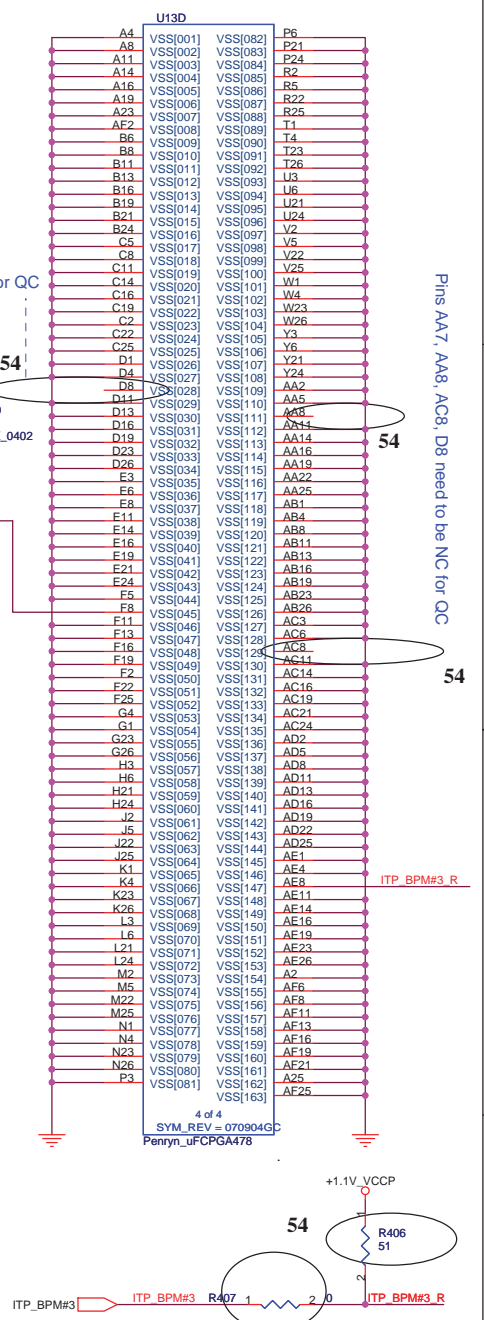 U13D
A4 VSS[001] VSS[082] P6
A8 VSS[002] VSS[083] P21
A11 VSS[003] VSS[084] P24
A14 VSS[004] VSS[085] R2
A16 VSS[005] VSS[086] R5
A19 VSS[006] VSS[087] R22
A23 VSS[007] VSS[088] R25
AF2 VSS[008] VSS[089] T1
B6 VSS[009] VSS[090] T4
B8 VSS[010] VSS[091] T23
B11 VSS[011] VSS[092] T26
B13 VSS[012] VSS[093] U3
B16 VSS[013] VSS[094] U6
B19 VSS[014] VSS[095] U21
B21 VSS[015] VSS[096] U24
B24 VSS[016] VSS[097] V2
C5 VSS[017] VSS[098] V5
C8 VSS[018] VSS[099] V22
C11 VSS[019] VSS[100] V25
C14 VSS[020] VSS[101] W1
C16 VSS[021] VSS[102] W4
C19 VSS[022] VSS[103] W23
C2 VSS[023] VSS[104] W26
C22 VSS[024] VSS[105] Y3
C25 VSS[025] VSS[106] Y6
D1 VSS[026] VSS[107] Y21
D4 VSS[027] VSS[108] Y24
D8 VSS[028] VSS[109] AA2
D11 VSS[029] VSS[110] AA5
D13 VSS[030] VSS[111] AA8
D16 VSS[031] VSS[112] AA11
D19 VSS[032] VSS[113] AA14
D23 VSS[033] VSS[114] AA16
D26 VSS[034] VSS[115] AA19
E3 VSS[035] VSS[116] AA22
E6 VSS[036] VSS[117] AA25
E8 VSS[037] VSS[118] AB1
E11 VSS[038] VSS[119] AB4
E14 VSS[039] VSS[120] AB8
E16 VSS[040] VSS[121] AB11
E19 VSS[041] VSS[122] AB13
E21 VSS[042] VSS[123] AB16
E24 VSS[043] VSS[124] AB19
F5 VSS[044] VSS[125] AB23
F8 VSS[045] VSS[126] AB26
F11 VSS[046] VSS[127] AC3
F13 VSS[047] VSS[128] AC6
F16 VSS[048] VSS[129] AC8
F19 VSS[049] VSS[130] AC11
F2 VSS[050] VSS[131] AC14
F22 VSS[051] VSS[132] AC16
F25 VSS[052] VSS[133] AC19
G4 VSS[053] VSS[134] AC21
G1 VSS[054] VSS[135] AC24
G23 VSS[055] VSS[136] AD2
G26 VSS[056] VSS[137] AD5
H3 VSS[057] VSS[138] AD8
H6 VSS[058] VSS[139] AD11
H21 VSS[059] VSS[140] AD13
H24 VSS[060] VSS[141] AD16
J2 VSS[061] VSS[142] AD19
J5 VSS[062] VSS[143] AD22
J22 VSS[063] VSS[144] AD25
J25 VSS[064] VSS[145] AE1
K1 VSS[065] VSS[146] AE4
K4 VSS[066] VSS[147] AE8 ITP_BPM#3_R
K23 VSS[067] VSS[148] AE11
K26 VSS[068] VSS[149] AE14
L3 VSS[069] VSS[150] AE16
L6 VSS[070] VSS[151] AE19
L21 VSS[071] VSS[152] AE23
L24 VSS[072] VSS[153] AE26
M2 VSS[073] VSS[154] A2
M5 VSS[074] VSS[155] AF6
M22 VSS[075] VSS[156] AF8
M25 VSS[076] VSS[157] AF11
N1 VSS[077] VSS[158] AF13
N4 VSS[078] VSS[159] AF16
N23 VSS[079] VSS[160] AF19
N26 VSS[080] VSS[161] AF21
P3 VSS[081] VSS[162] A25
VSS[163] AF25
4 of 4
SYM_REV = 070904GC
Penryn_uFCPGA478
or QC
54
_0402
Pins AA7, AA8, AC8, D8 need to be NC for QC
54
54
+1.1V_VCCP
54
1
R406
51
2
ITP_BPM#3 ITP_BPM#3 R407 1 2 0 ITP_BPM#3_R